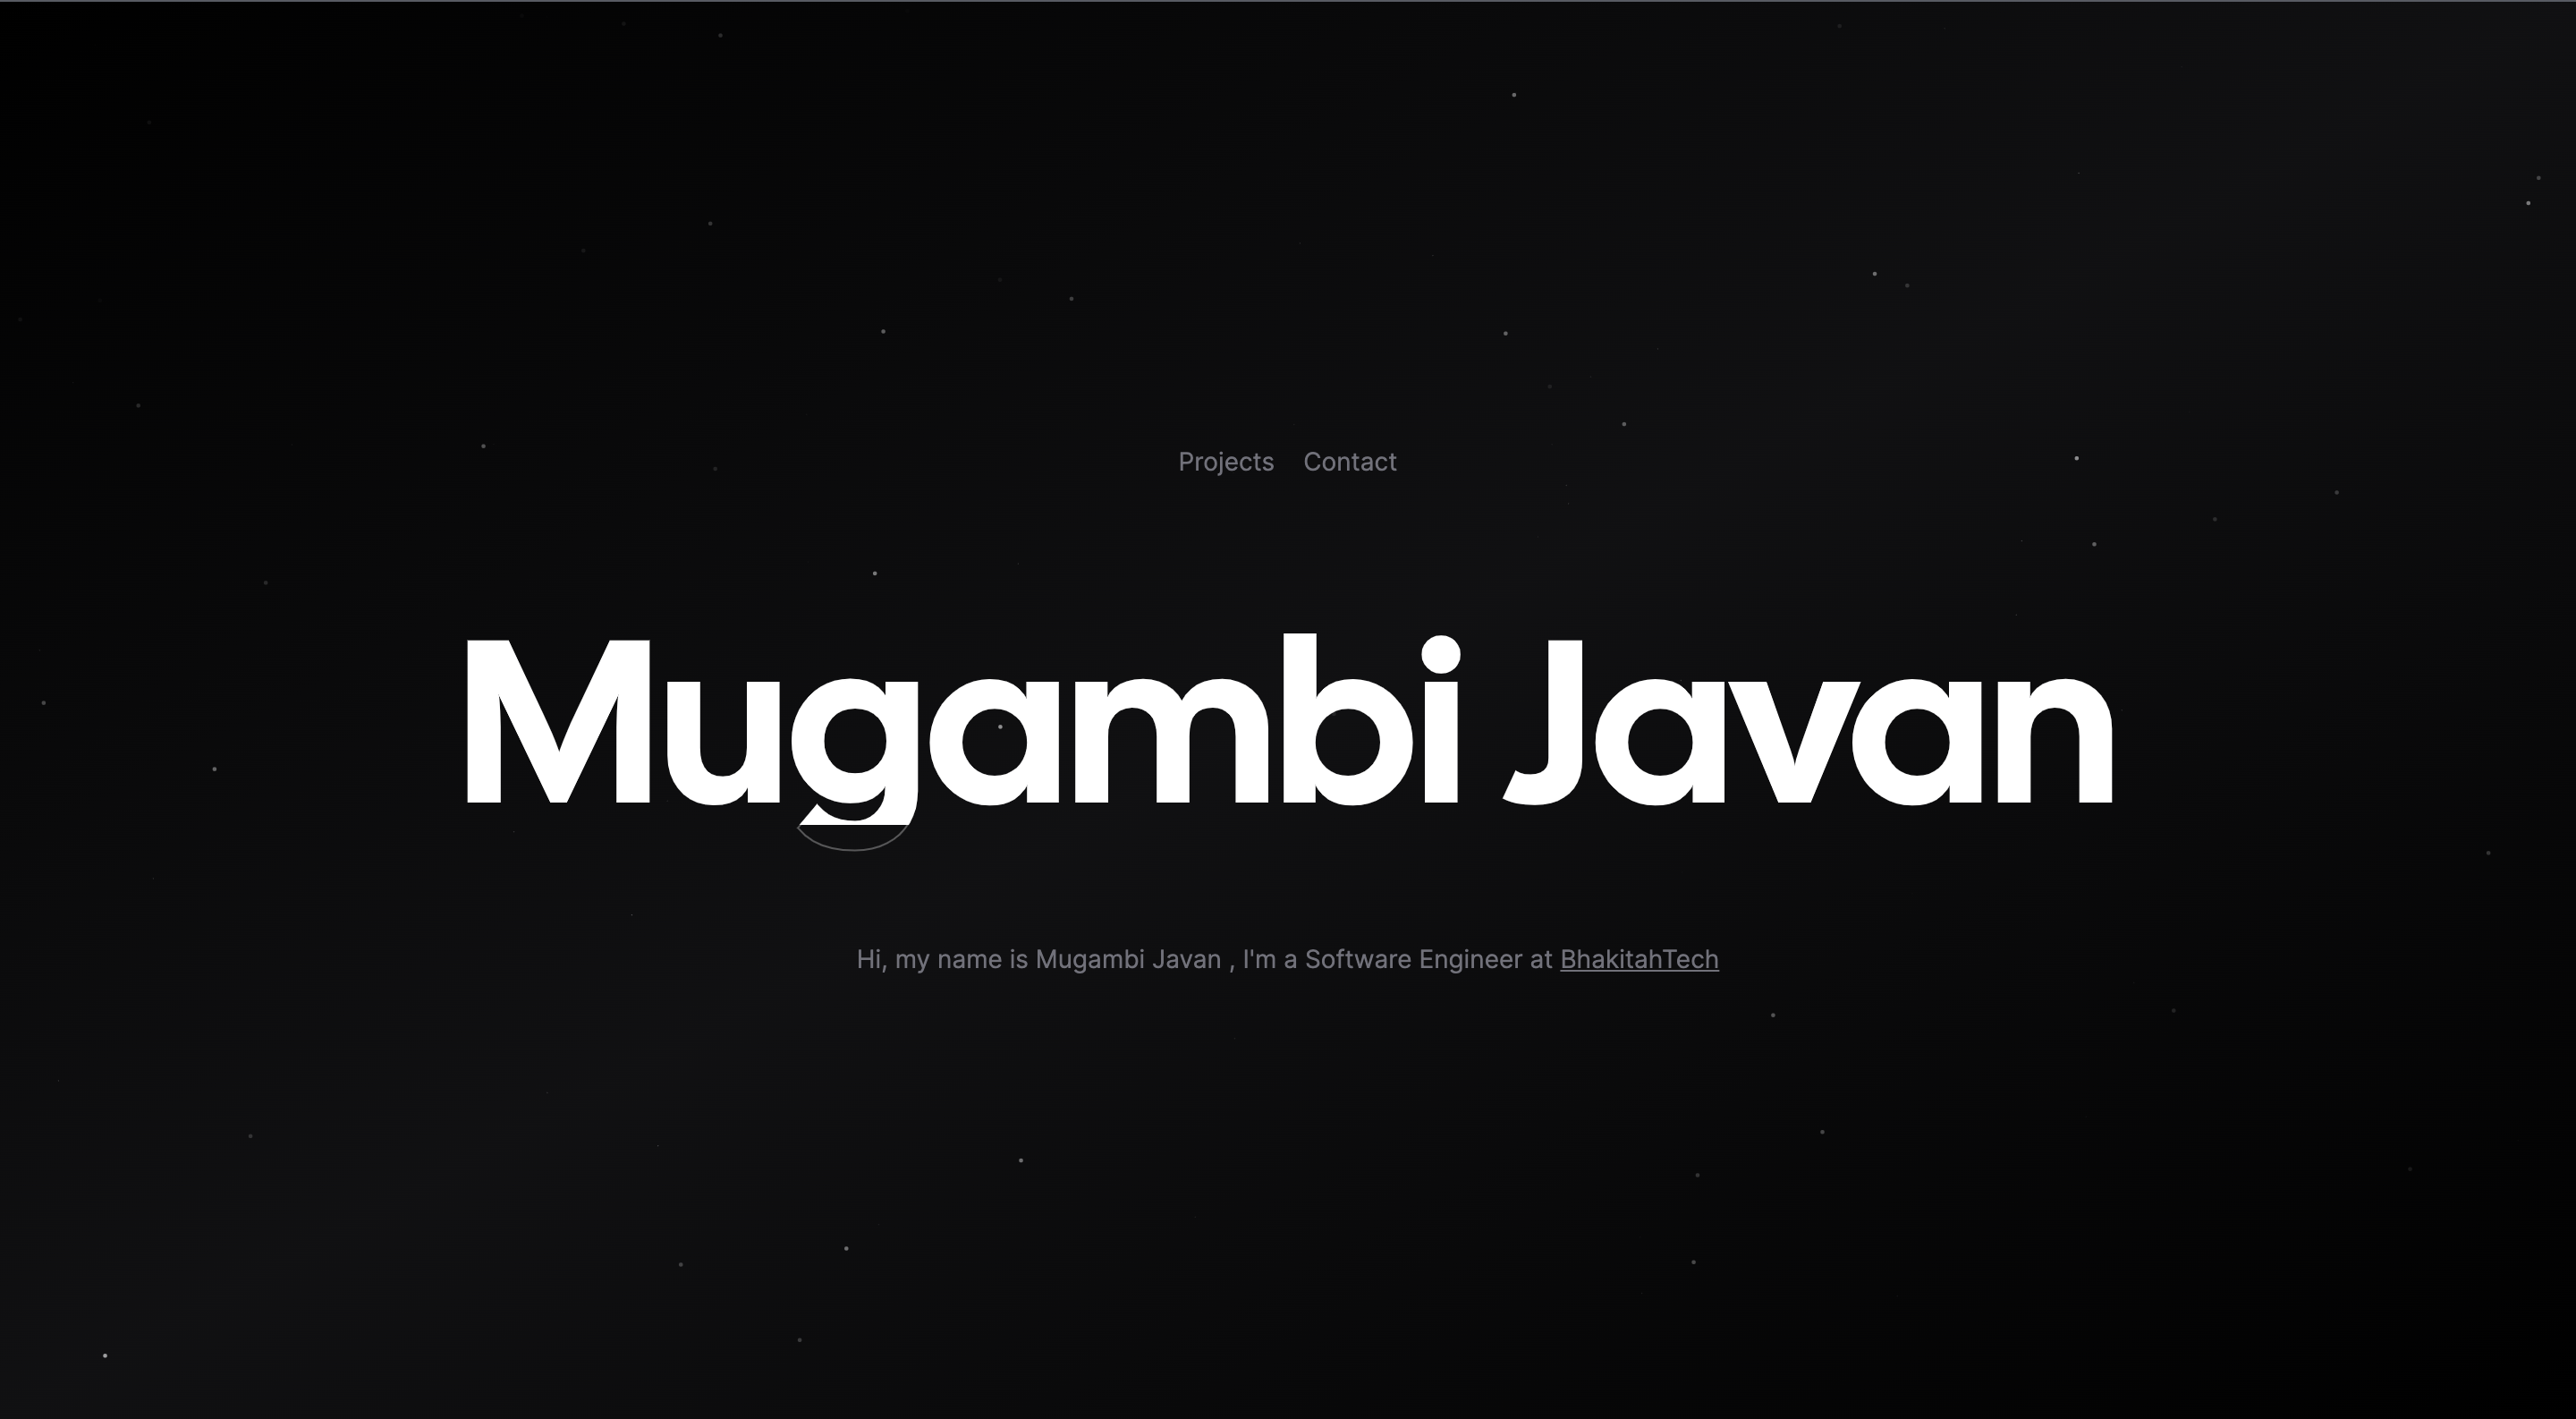 Projects Contact
Mugambi Javan
Hi, my name is Mugambi Javan , I'm a Software Engineer at BhakitahTech